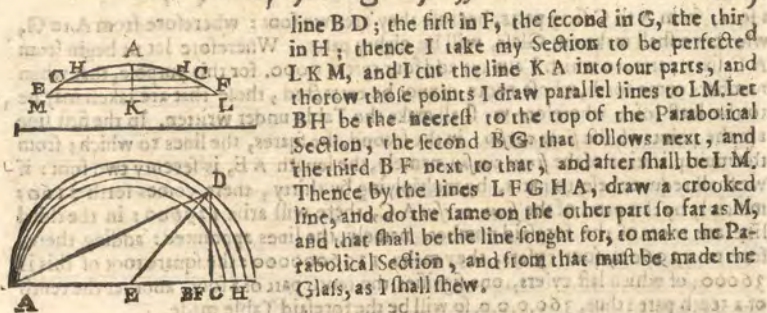 line B D ; the firſt in F, the ſecond in G, the thir
in H ; thence I take my Section to be perfected
L K M, and I cut the line K A into four parts, and
thorow thoſe points I draw parallel lines to LM. Let
BH be the neereſt to the top of the Parabolical
Section, the ſecond B G that follows next, and
the third B F next to that, and after ſhall be L M.
Thence by the lines L F G H A, draw a crooked
line, and do the ſame on the other part ſo far as M,
and that ſhall be the line ſought for, to make the Pa-
rabolical Section, and from that muſt be made the
Glaſs, as I ſhall ſhew.
A
E G H H G F
M K L
D
A E B F G H